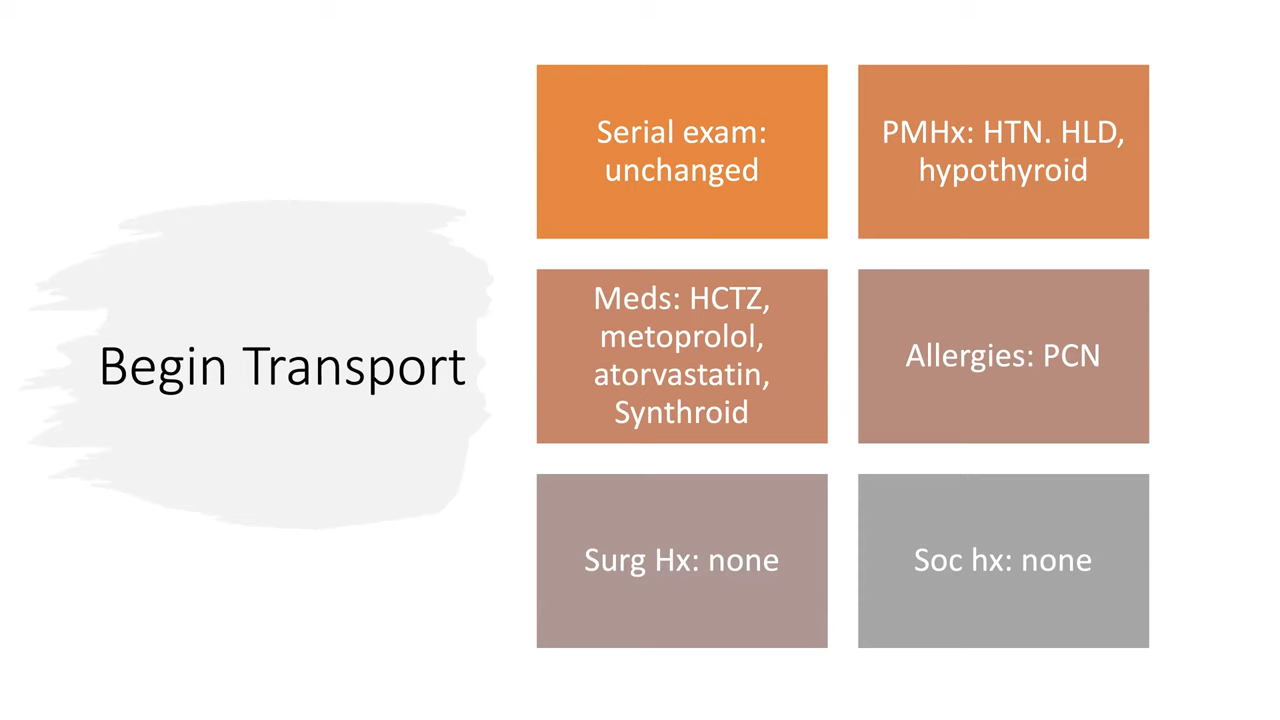 Begin Transport
Serial exam:
unchanged
PMHx: HTN. HLD,
hypothyroid
Meds: HCTZ,
metoprolol,
atorvastatin,
Synthroid
Allergies: PCN
Surg Hx: none
Soc hx: none